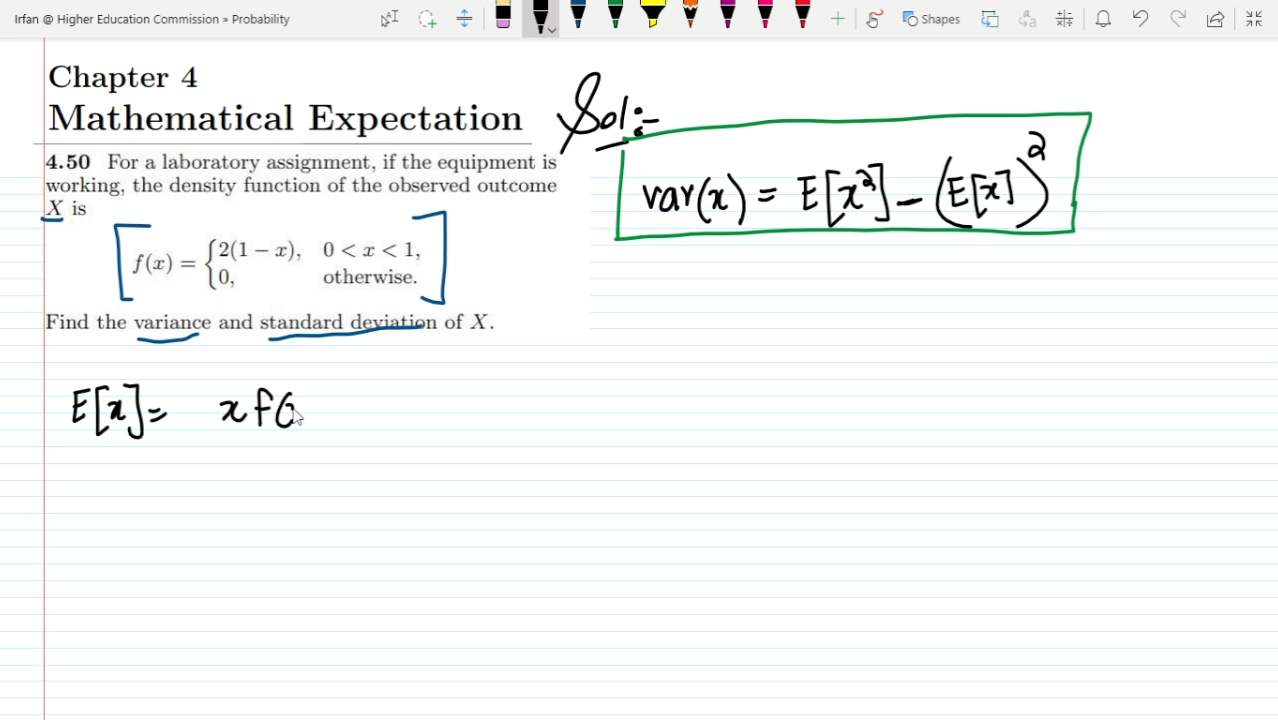 Irfan @ Higher Education Commission » Probability
Shapes
Chapter 4
Mathematical Expectation
4.50 For a laboratory assignment, if the equipment is
working, the density function of the observed outcome
X is
f(x) = {2(1 − x), 0 < x < 1,
0, otherwise.
Find the variance and standard deviation of X.
Sol:-
var(x) = E[x²] - (E[x])²
E[x] = x f(